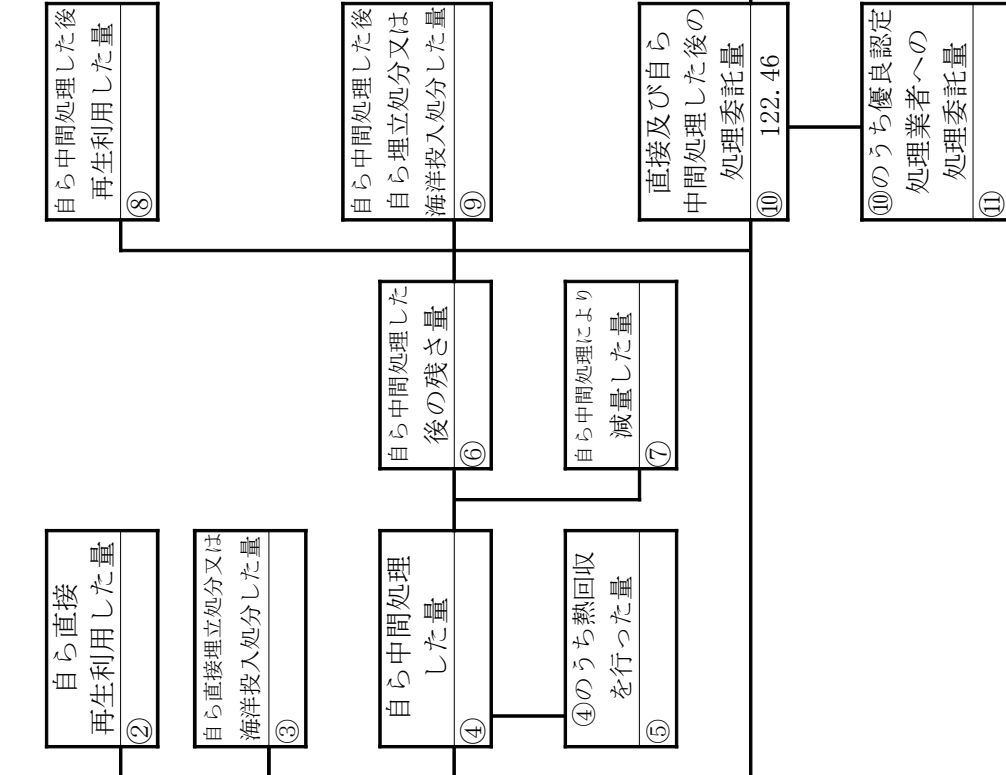 自ら直接
再生利用した量
②
自ら直接埋立処分又は
海洋投入処分した量
③
自ら中間処理
した量
④
④のうち熱回収
を行った量
⑤
自ら中間処理した
後の残さ量
⑥
自ら中間処理により
減量した量
⑦
自ら中間処理した後
再生利用した量
⑧
自ら中間処理した後
自ら埋立処分又は
海洋投入処分した量
⑨
直接及び自ら
中間処理した後の
処理委託量
⑩ 122.46
⑩のうち優良認定
処理業者への
処理委託量
⑪